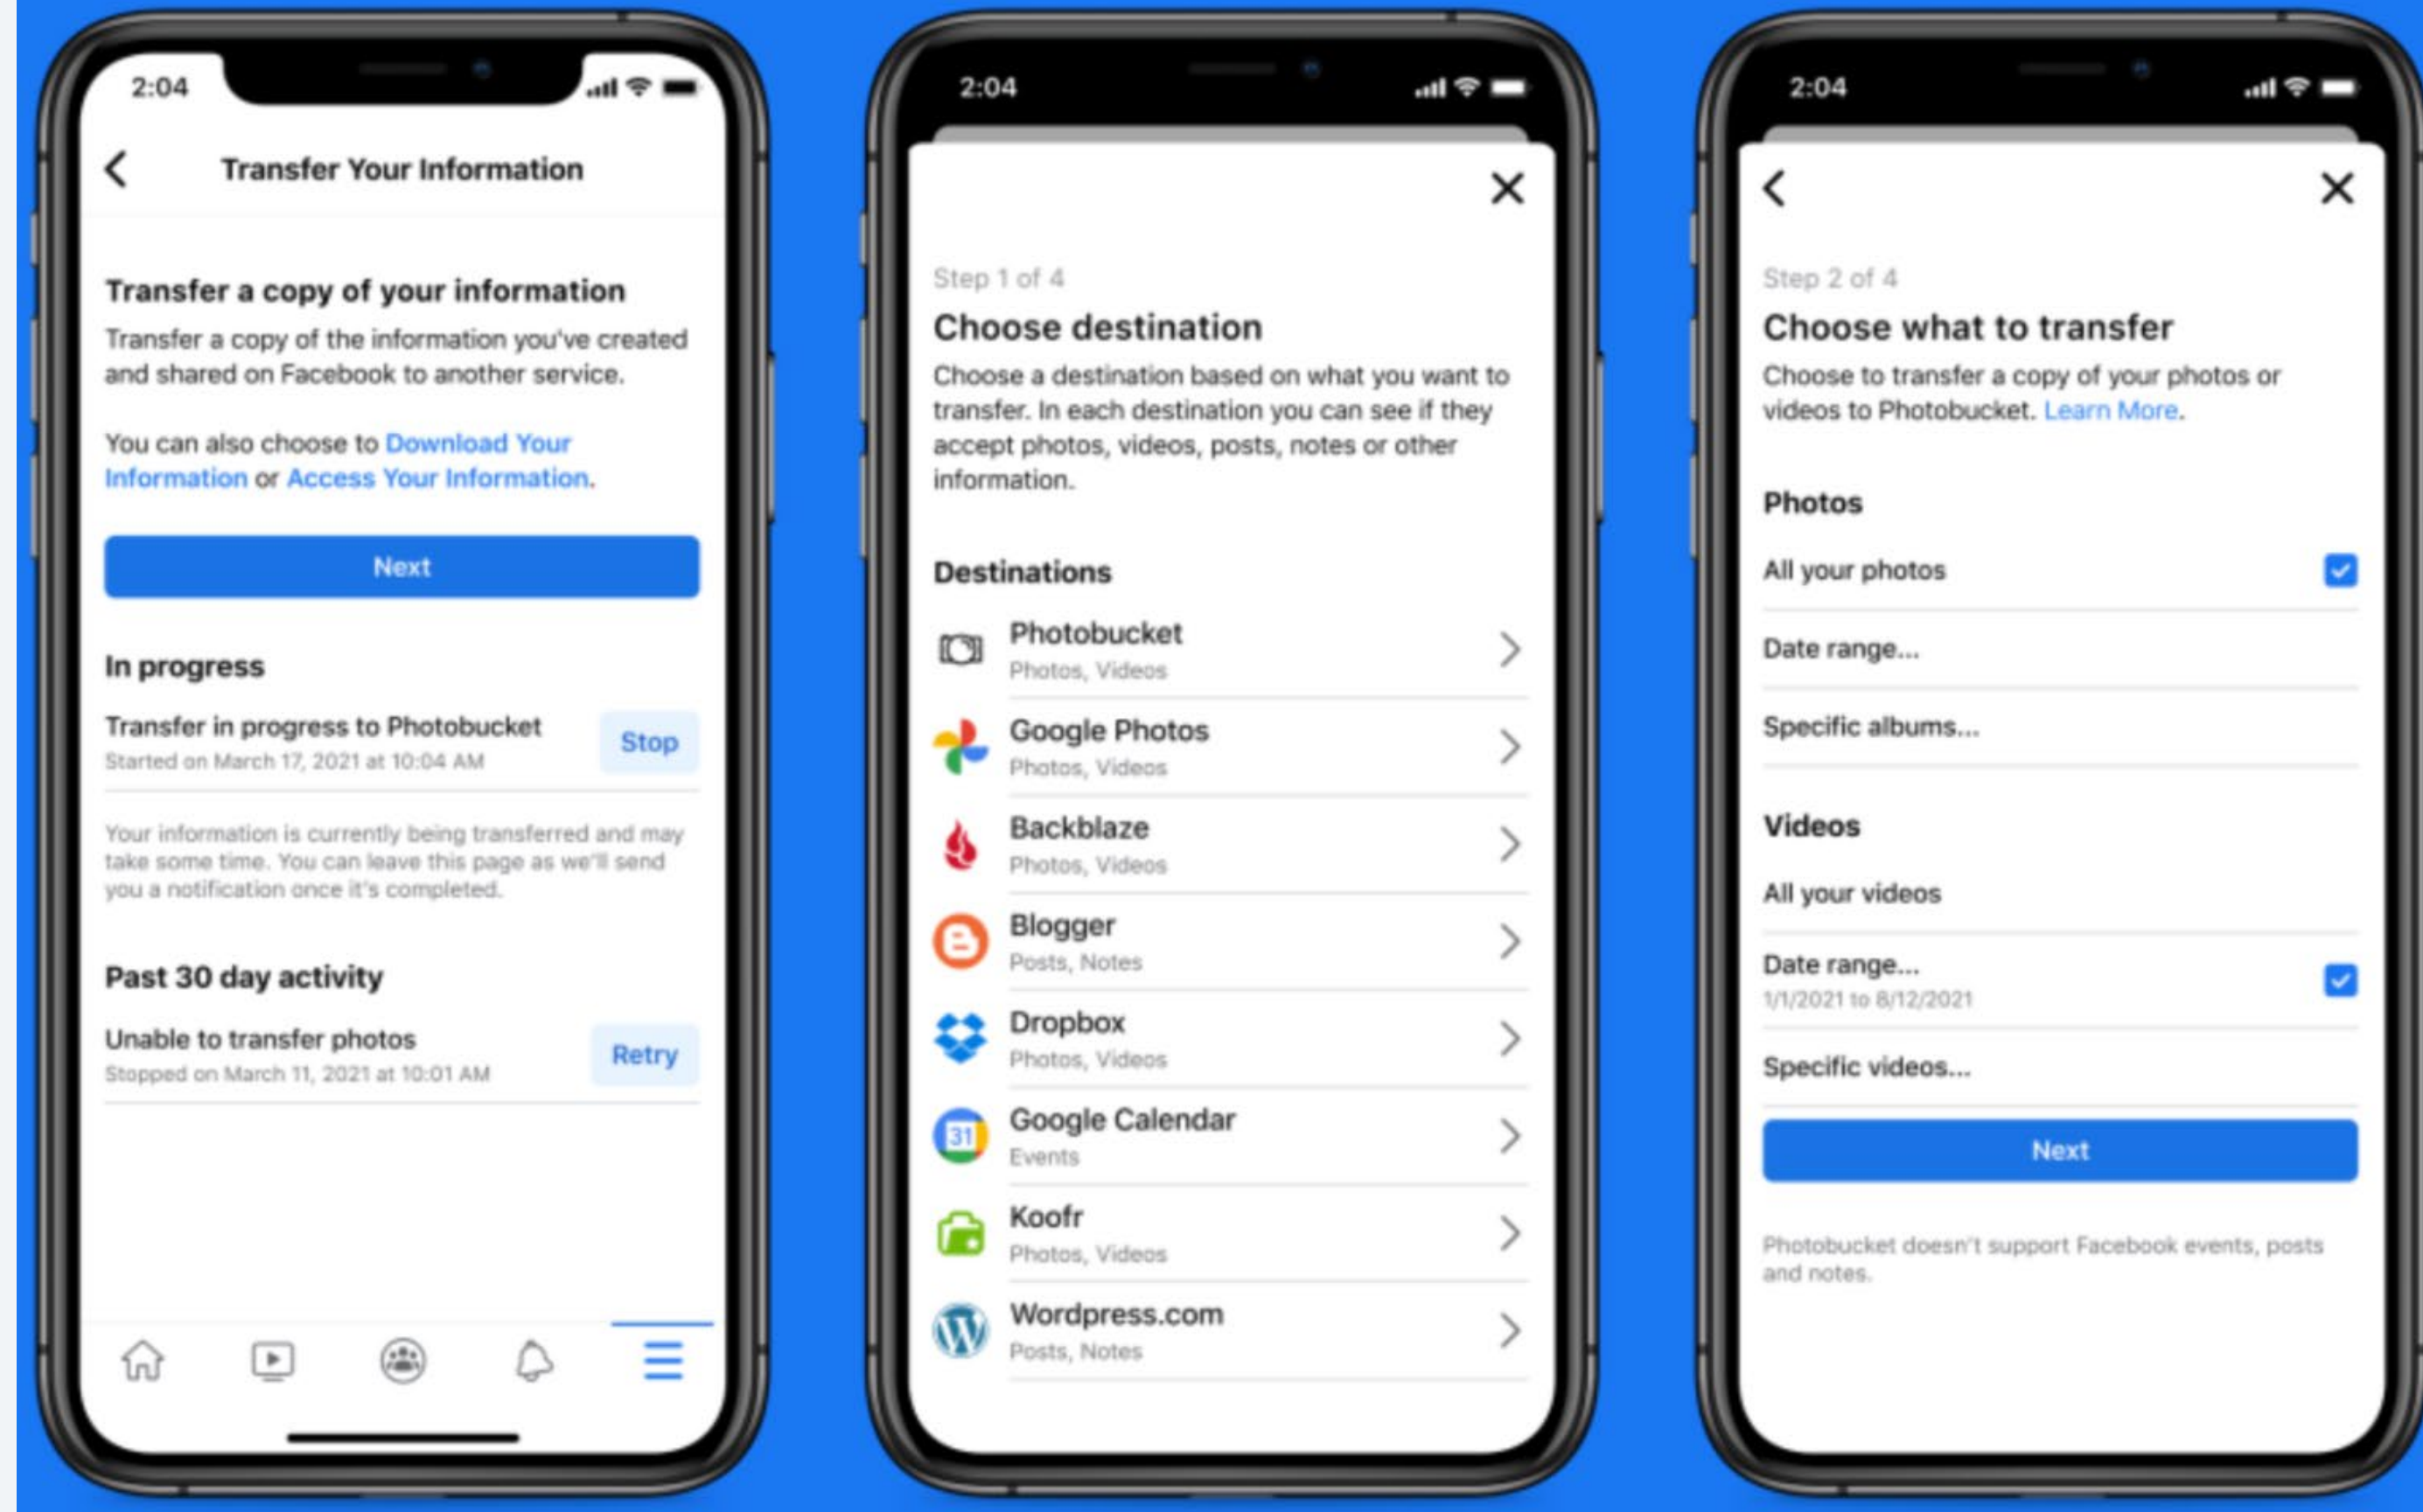 2:04
Transfer Your Information
Transfer a copy of your information
Transfer a copy of the information you've created
and shared on Facebook to another service.
You can also choose to Download Your
Information or Access Your Information.
Next
In progress
Transfer in progress to Photobucket
Started on March 17, 2021 at 10:04 AM
Stop
Your information is currently being transferred and may
take some time. You can leave this page as we'll send
you a notification once it's completed.
Past 30 day activity
Unable to transfer photos
Stopped on March 11, 2021 at 10:01 AM
Retry
2:04
Step 1 of 4
Choose destination
Choose a destination based on what you want to
transfer. In each destination you can see if they
accept photos, videos, posts, notes or other
information.
Destinations
Photobucket
Photos, Videos
Google Photos
Photos, Videos
Backblaze
Photos, Videos
Blogger
Posts, Notes
Dropbox
Photos, Videos
31
Google Calendar
Events
Koofr
Photos, Videos
Wordpress.com
Posts, Notes
2:04
Step 2 of 4
Choose what to transfer
Choose to transfer a copy of your photos or
videos to Photobucket. Learn More.
Photos
All your photos
Date range...
Specific albums...
Videos
All your videos
Date range...
1/1/2021 to 8/12/2021
Specific videos...
Next
Photobucket doesn't support Facebook events, posts
and notes.